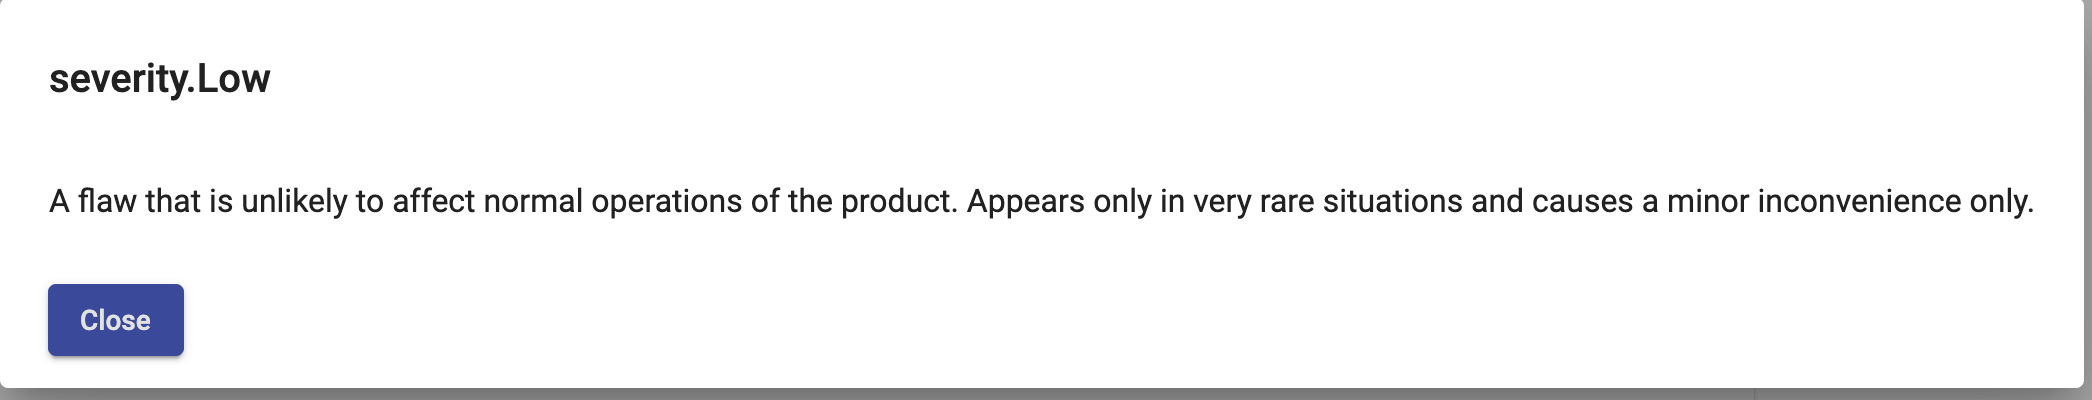 severity.Low
A flaw that is unlikely to affect normal operations of the product. Appears only in very rare situations and causes a minor inconvenience only.
Close